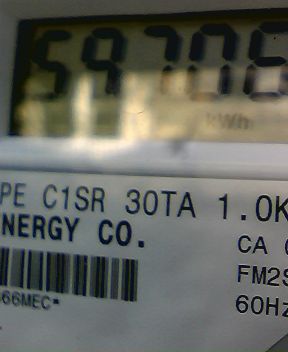 59706
kWh
PE C1SR 30TA 1.0K
NERGY CO.
CA
FM2S
66MEC*
60Hz